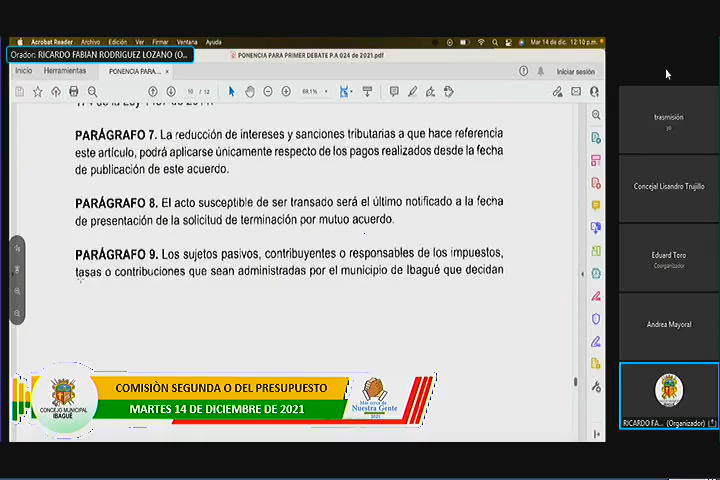 Acrobat Reader Archivo Edición Ver Firmar Ventana Ayuda
Mar 14 de dic. 12:10 p.m.
Orador: RICARDO FABIAN RODRIGUEZ LOZANO (O...
PONENCIA PARA PRIMER DEBATE P.A 024 de 2021.pdf
Inicio Herramientas PONENCIA PARA... ×
Iniciar sesión
10 / 12
69,1%
PARÁGRAFO 7. La reducción de intereses y sanciones tributarias a que hace referencia
este artículo, podrá aplicarse únicamente respecto de los pagos realizados desde la fecha
de publicación de este acuerdo.
PARÁGRAFO 8. El acto susceptible de ser transado será el último notificado a la fecha
de presentación de la solicitud de terminación por mutuo acuerdo.
PARÁGRAFO 9. Los sujetos pasivos, contribuyentes o responsables de los impuestos,
tasas o contribuciones que sean administradas por el municipio de Ibagué que decidan
CONCEJO MUNICIPAL
IBAGUÉ
COMISIÒN SEGUNDA O DEL PRESUPUESTO
MARTES 14 DE DICIEMBRE DE 2021
Más cerca de
Nuestra Gente
2021
trasmisión
yo
Concejal Lisandro Trujillo
Eduard Toro
Coorganizador
Andrea Mayoral
RICARDO FA... (Organizador)